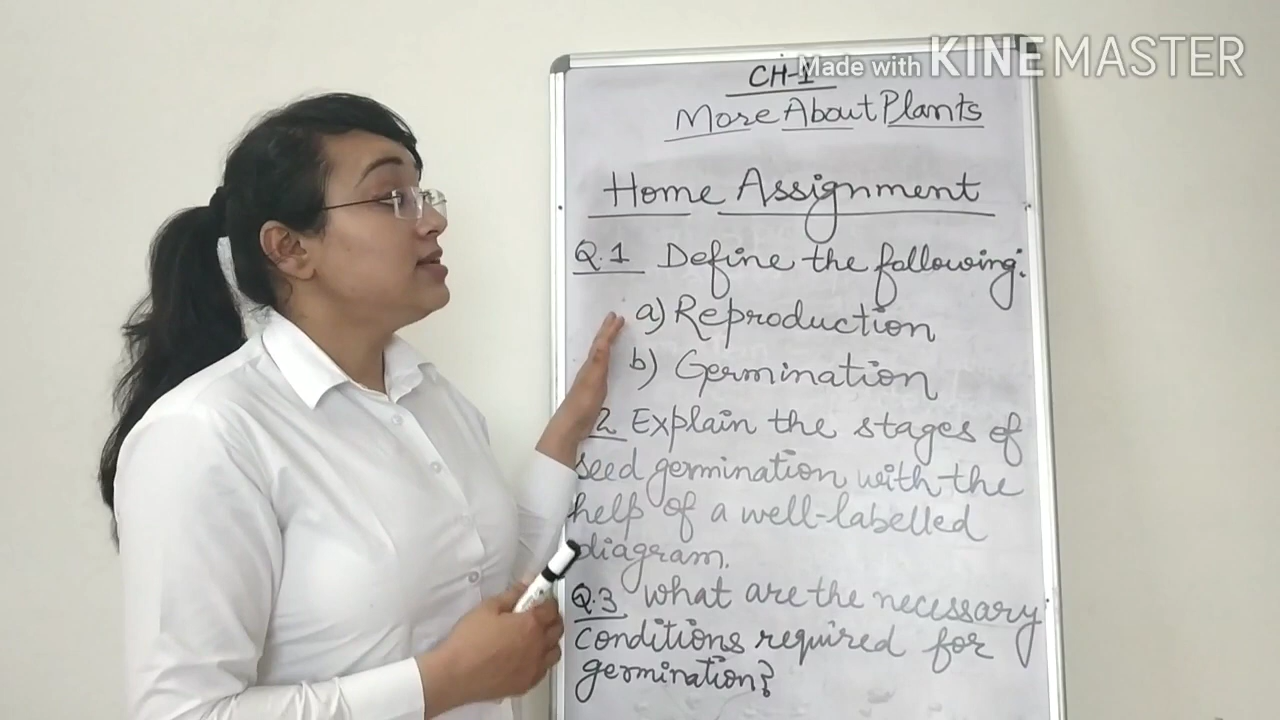 Made with KINEMASTER
CH-1
More About Plants
Home Assignment
Q.1 Define the following:
a) Reproduction
b) Germination
2 Explain the stages of
seed germination with the
help of a well-labelled
diagram.
Q.3 What are the necessary
conditions required for
germination?